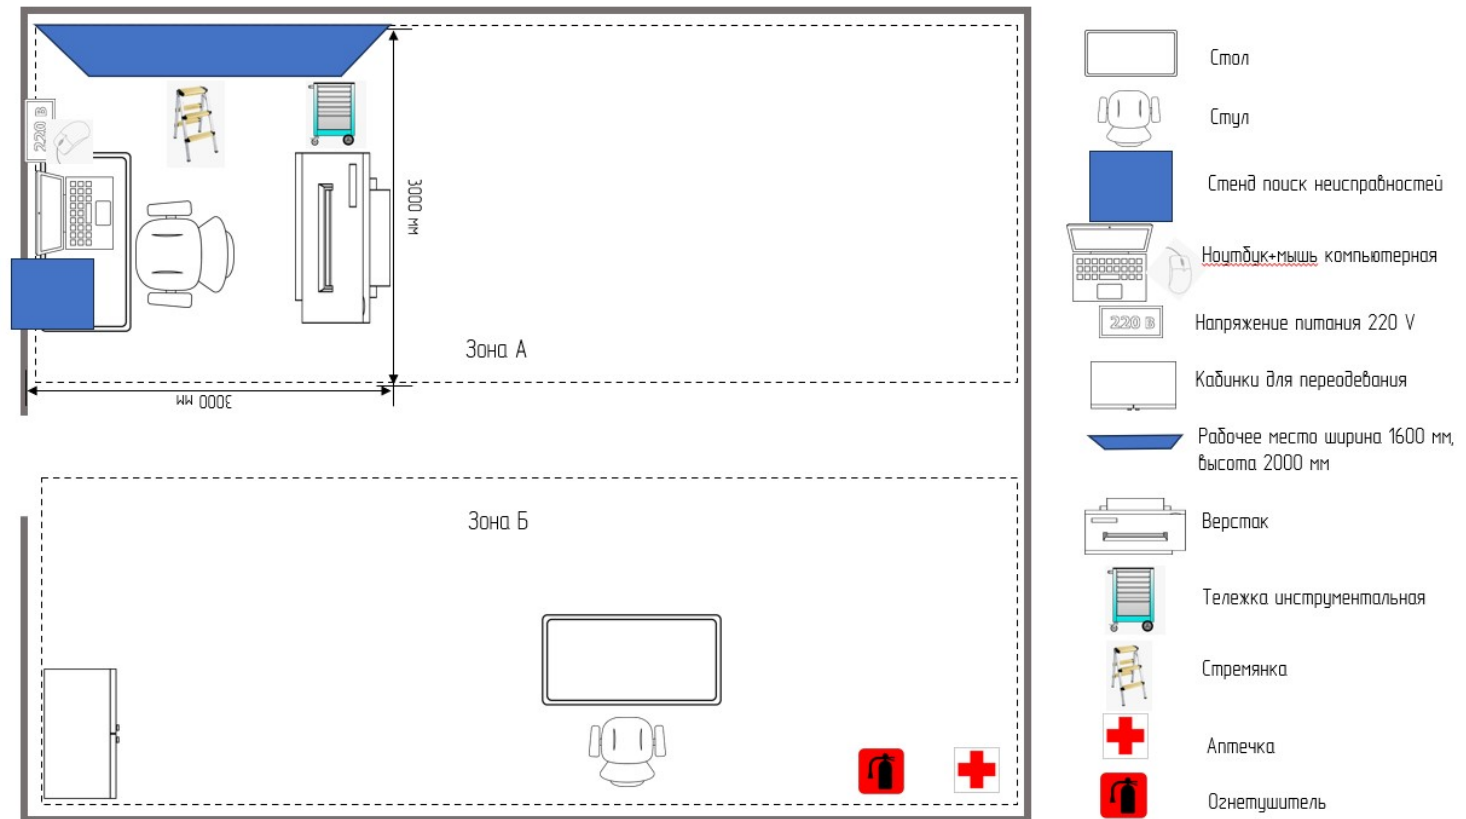 220 В
3000 мм
Зона А
3000 мм
Зона Б
Стол
Стул
Стенд поиск неисправностей
Ноутбук+мышь компьютерная
220 В
Напряжение питания 220 V
Кабинки для переодевания
Рабочее место ширина 1600 мм,
высота 2000 мм
Верстак
Тележка инструментальная
Стремянка
Аптечка
Огнетушитель